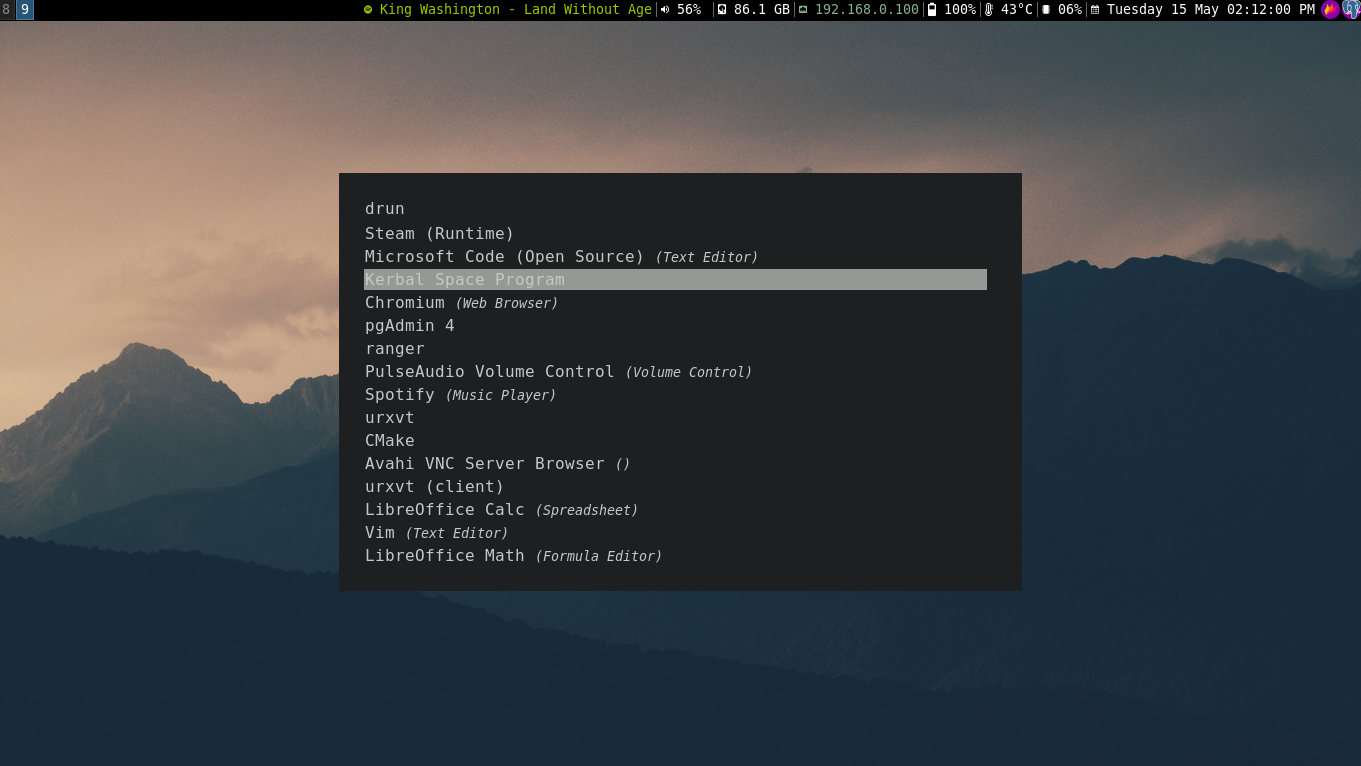 8 9 King Washington - Land Without Age 56% 86.1 GB 192.168.0.100 100% 43°C 06% Tuesday 15 May 02:12:00 PM
drun
Steam (Runtime)
Microsoft Code (Open Source) (Text Editor)
Kerbal Space Program
Chromium (Web Browser)
pgAdmin 4
ranger
PulseAudio Volume Control (Volume Control)
Spotify (Music Player)
urxvt
CMake
Avahi VNC Server Browser ()
urxvt (client)
LibreOffice Calc (Spreadsheet)
Vim (Text Editor)
LibreOffice Math (Formula Editor)